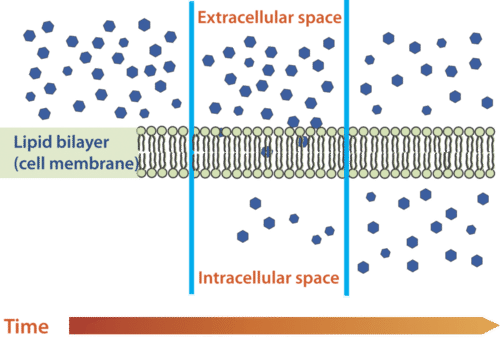 Extracellular space
Lipid bilayer
(cell membrane)
Intracellular space
Time